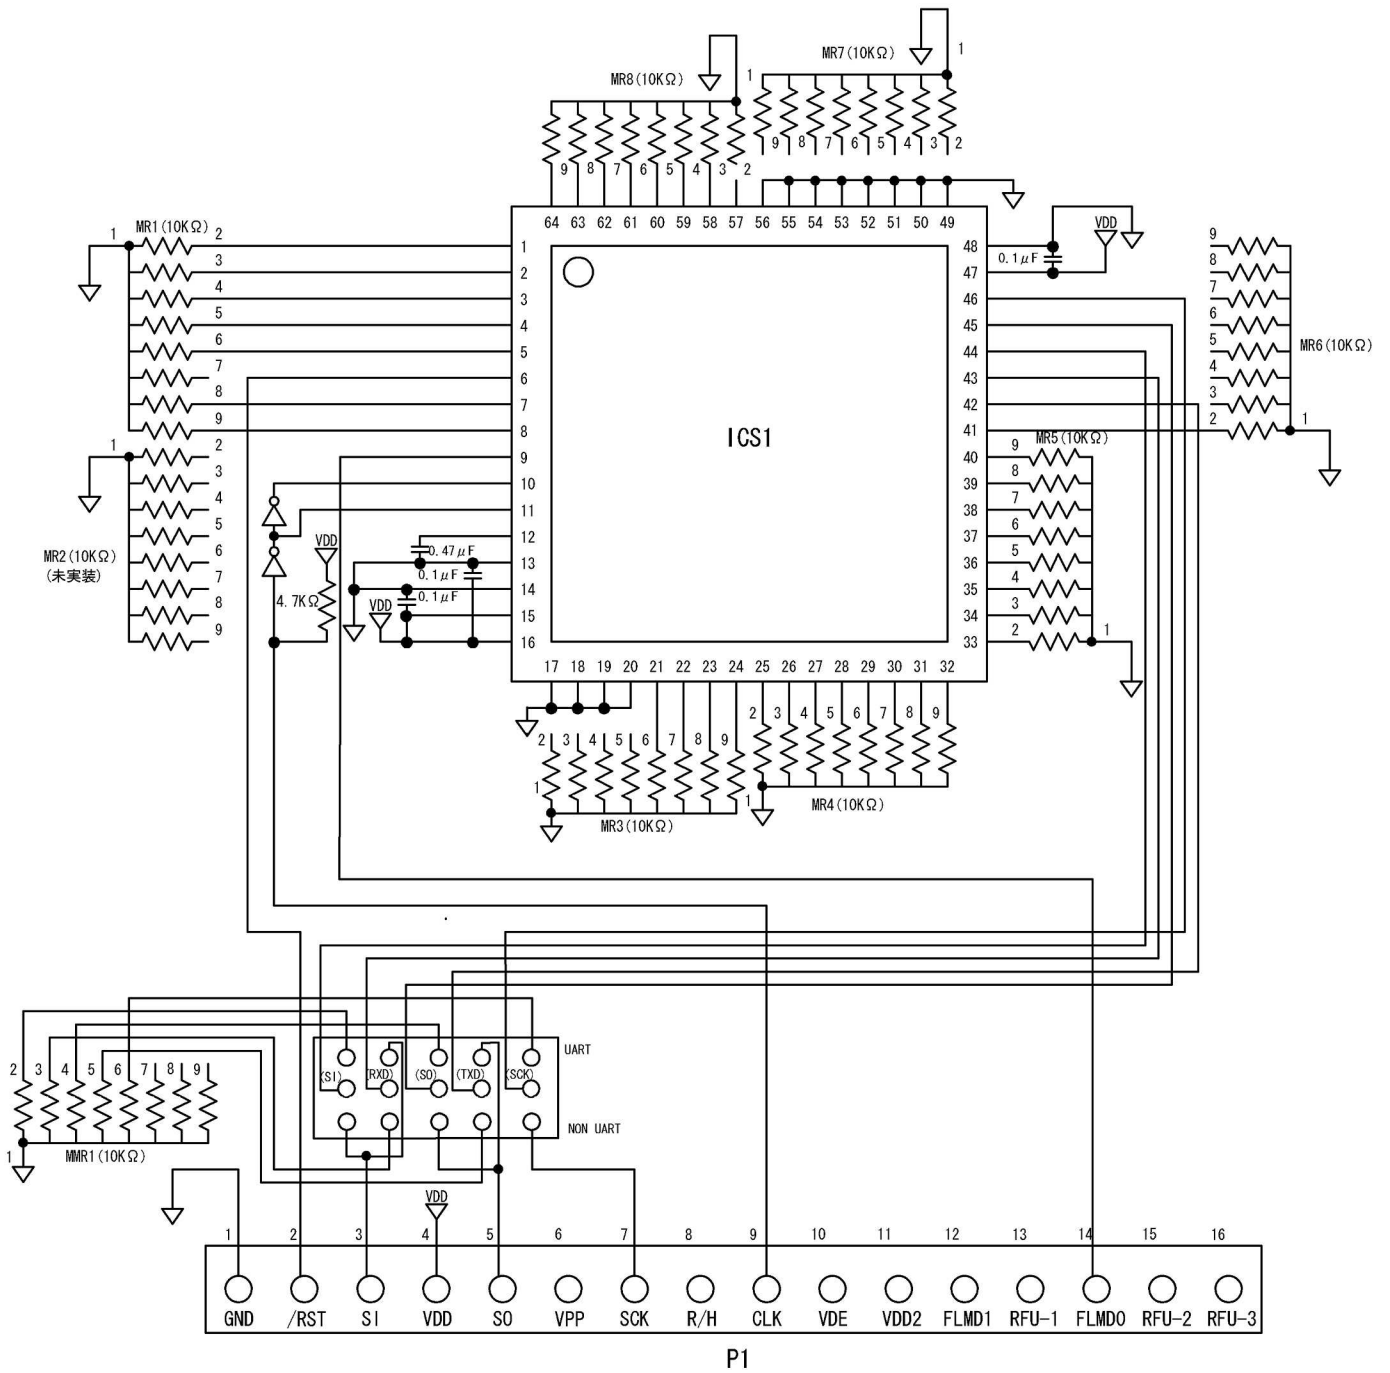 MR7(10KΩ)
1
MR8(10KΩ)
1
9 8 7 6 5 4 3 2
9 8 7 6 5 4 3 2
64 63 62 61 60 59 58 57 56 55 54 53 52 51 50 49
MR1(10KΩ)
1
2
3
4
5
6
7
8
9
1
2
3
4
5
6
7
8
9
MR2(10KΩ)
(未実装)
1
2
3
4
5
6
7
8
9
10
11
12
13
14
15
16
VDD
4.7KΩ
0.47μF
0.1μF
0.1μF
VDD
ICS1
48
47
46
45
44
43
42
41
40
39
38
37
36
35
34
33
VDD
0.1μF
9
8
7
6
5
4
3
2
1
MR6(10KΩ)
MR5(10KΩ)
9
8
7
6
5
4
3
2
1
17 18 19 20 21 22 23 24 25 26 27 28 29 30 31 32
2 3 4 5 6 7 8 9
2 3 4 5 6 7 8 9
1
1
MR4(10KΩ)
MR3(10KΩ)
UART
(SI) (RXD) (SO) (TXD) (SCK)
NON UART
2 3 4 5 6 7 8 9
1
MMR1(10KΩ)
VDD
1 2 3 4 5 6 7 8 9 10 11 12 13 14 15 16
GND /RST SI VDD SO VPP SCK R/H CLK VDE VDD2 FLMD1 RFU-1 FLMD0 RFU-2 RFU-3
P1